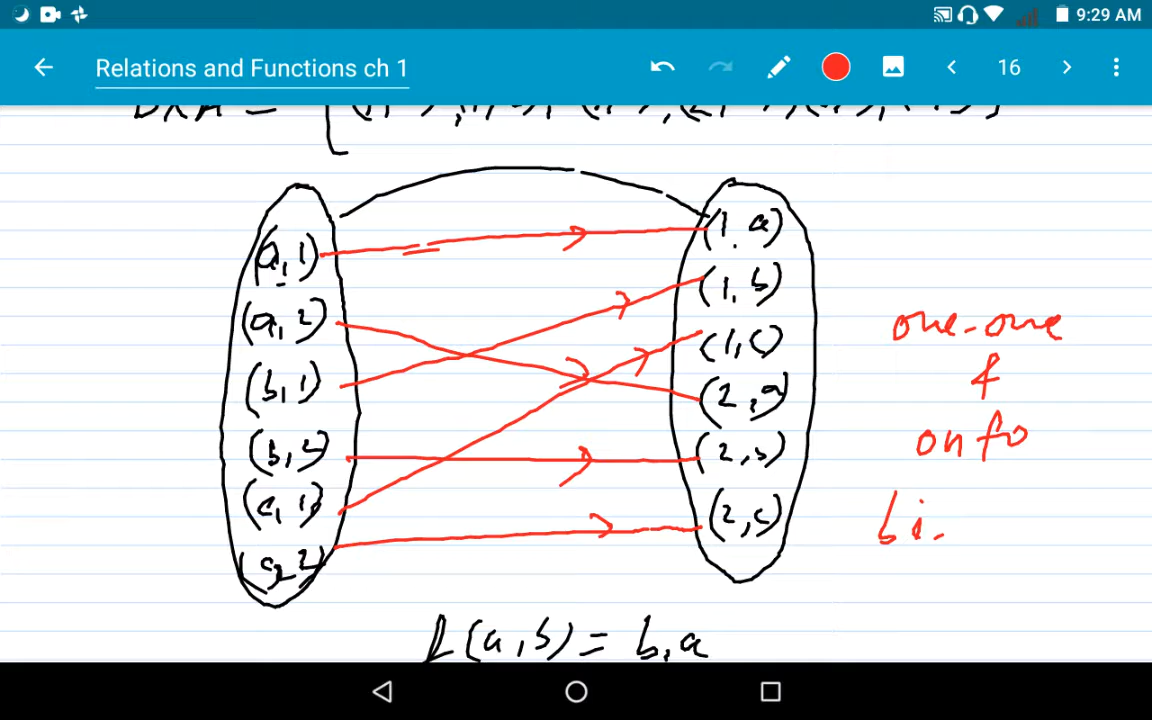 9:29 AM
Relations and Functions ch 1
16
BXA =
(a,1) (1,a)
(a,2) (1,b)
(b,1) (1,c)
(b,2) (2,a)
(c,1) (2,b)
(c,2) (2,c)
one-one
&
onto
bi.
f(a,b) = b,a